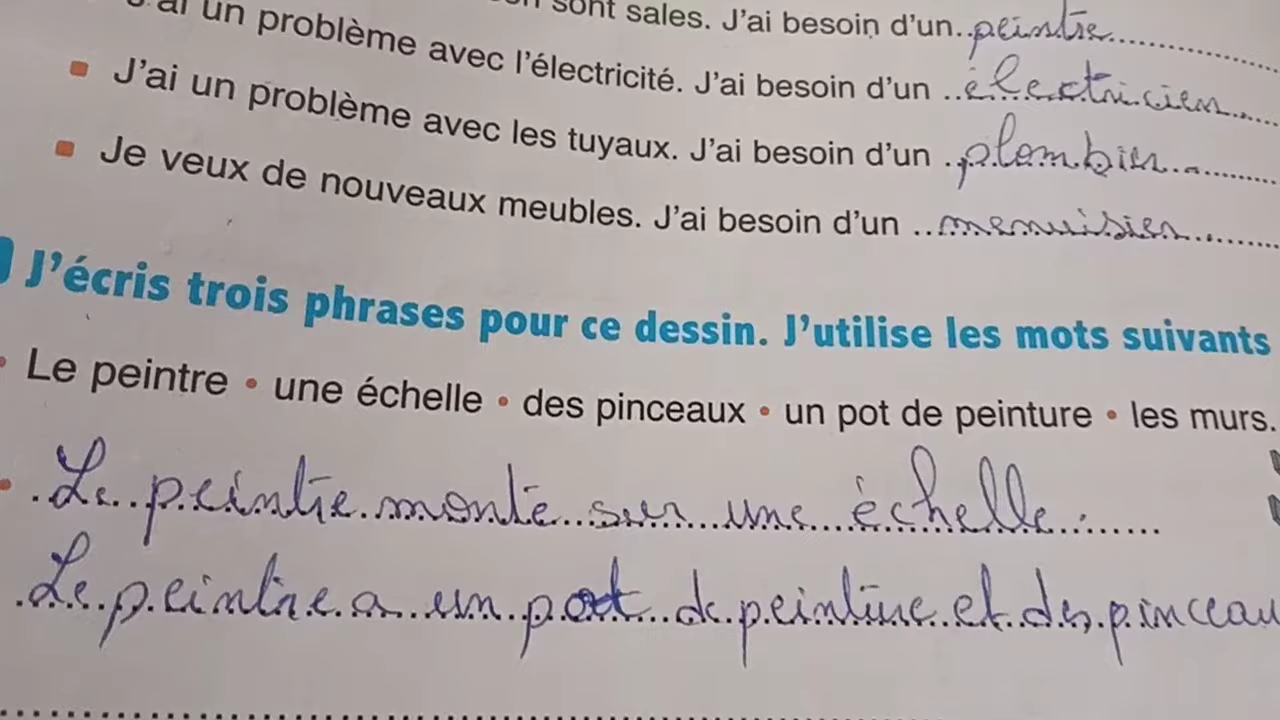 sont sales. J'ai besoin d'un..peintre
J'ai un problème avec l'électricité. J'ai besoin d'un ..électricien
J'ai un problème avec les tuyaux. J'ai besoin d'un .plombier
Je veux de nouveaux meubles. J'ai besoin d'un ..menuisier
J'écris trois phrases pour ce dessin. J'utilise les mots suivants
Le peintre • une échelle • des pinceaux • un pot de peinture • les murs.
Le peintre monte sur une échelle.
Le peintre a un pot de peinture et des pinceau